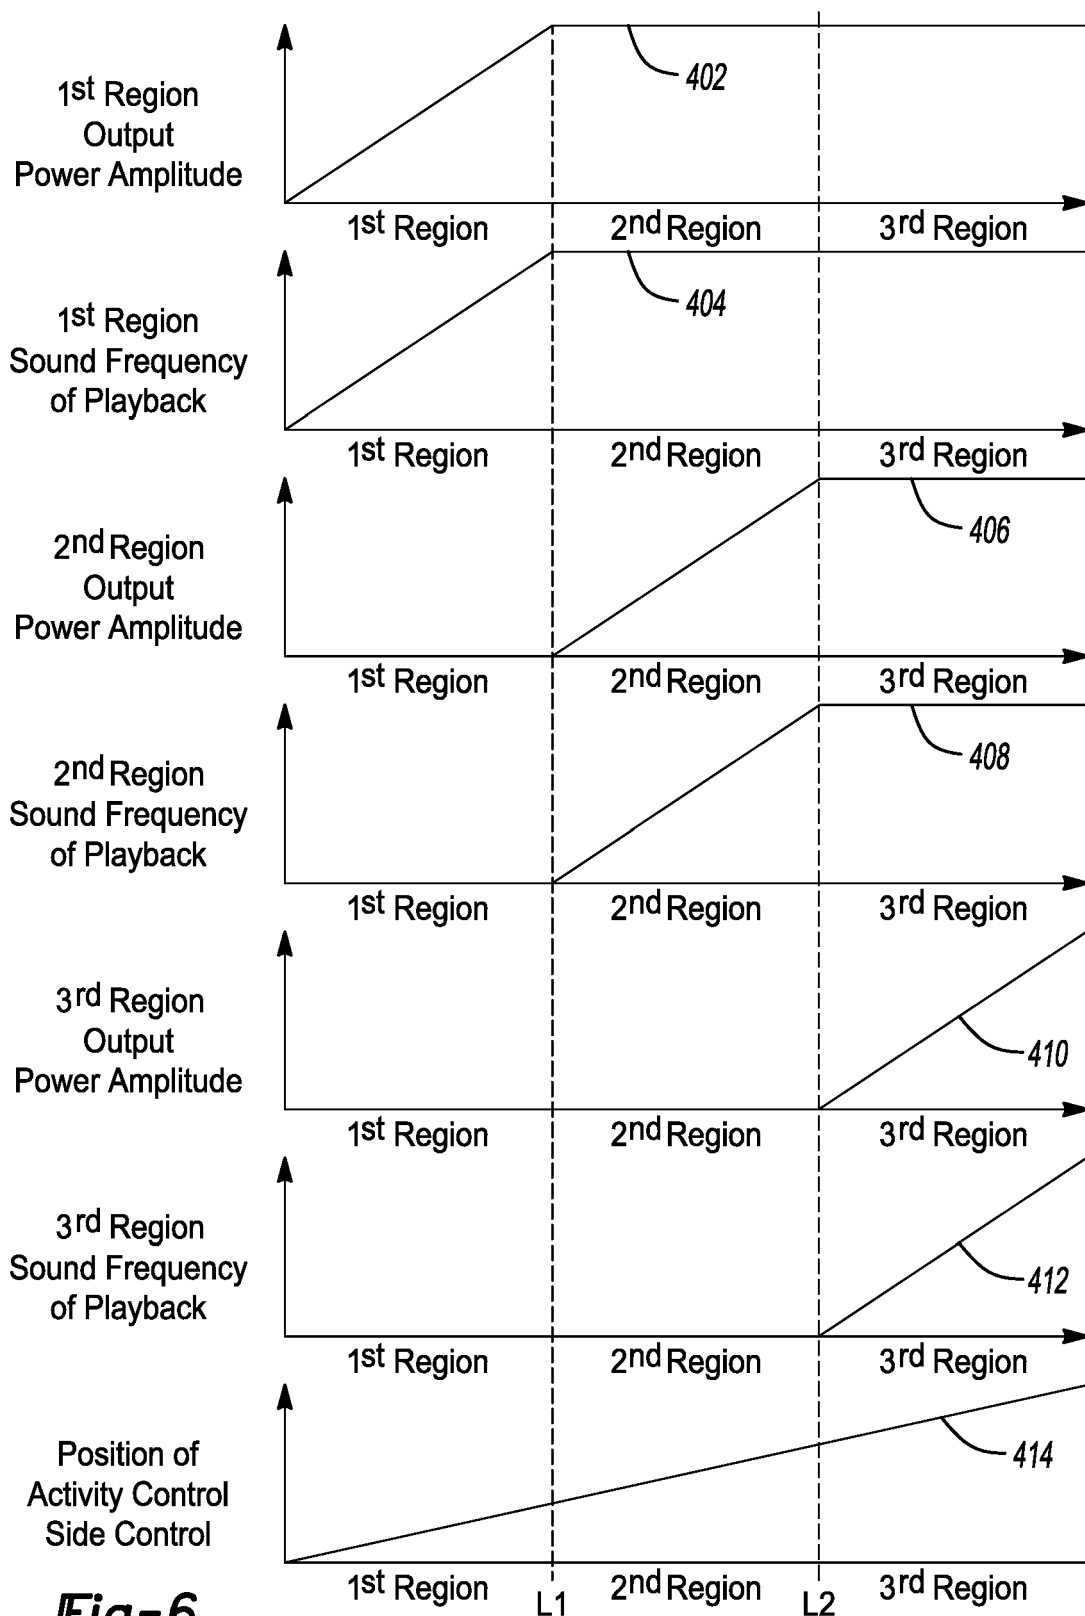 1st Region
Output
Power Amplitude
402
1st Region 2nd Region 3rd Region
1st Region
Sound Frequency
of Playback
404
1st Region 2nd Region 3rd Region
2nd Region
Output
Power Amplitude
406
1st Region 2nd Region 3rd Region
2nd Region
Sound Frequency
of Playback
408
1st Region 2nd Region 3rd Region
3rd Region
Output
Power Amplitude
410
1st Region 2nd Region 3rd Region
3rd Region
Sound Frequency
of Playback
412
1st Region 2nd Region 3rd Region
Position of
Activity Control
Side Control
414
1st Region 2nd Region 3rd Region
L1 L2
Fig-6